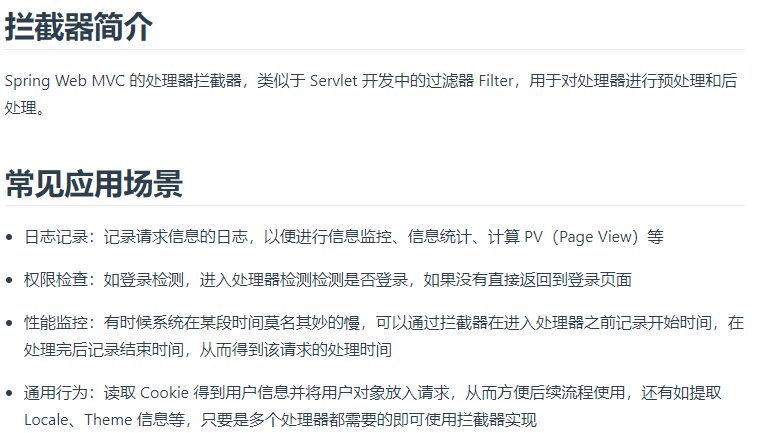 拦截器简介
Spring Web MVC 的处理器拦截器，类似于 Servlet 开发中的过滤器 Filter，用于对处理器进行预处理和后
处理。
常见应用场景
• 日志记录：记录请求信息的日志，以便进行信息监控、信息统计、计算 PV（Page View）等
• 权限检查：如登录检测，进入处理器检测检测是否登录，如果没有直接返回到登录页面
• 性能监控：有时候系统在某段时间莫名其妙的慢，可以通过拦截器在进入处理器之前记录开始时间，在
处理完后记录结束时间，从而得到该请求的处理时间
• 通用行为：读取 Cookie 得到用户信息并将用户对象放入请求，从而方便后续流程使用，还有如提取
Locale、Theme 信息等，只要是多个处理器都需要的即可使用拦截器实现